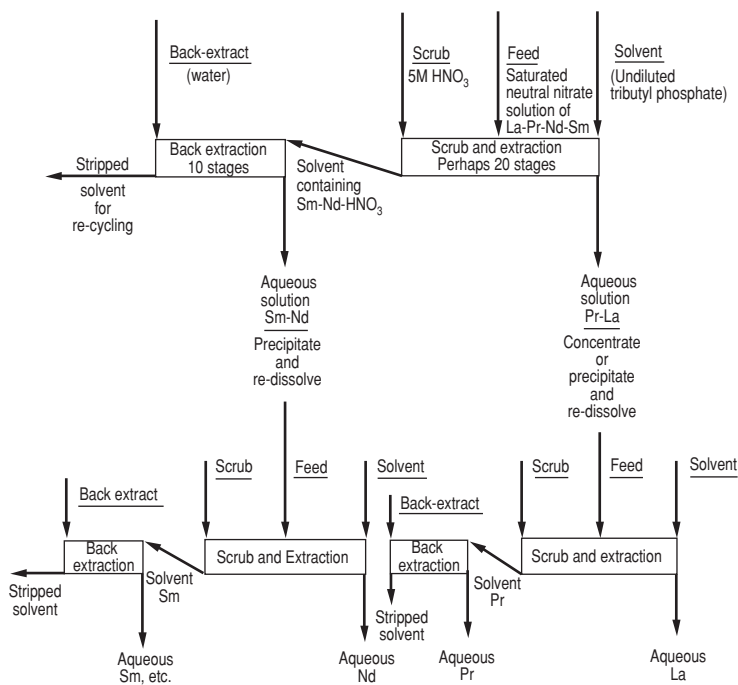 Back-extract
(water)
Scrub
5M HNO3
Feed
Saturated
neutral nitrate
solution of
La-Pr-Nd-Sm
Solvent
(Undiluted
tributyl phosphate)
Back extraction
10 stages
Scrub and extraction
Perhaps 20 stages
Stripped
solvent
for
re-cycling
Solvent
containing
Sm-Nd-HNO3
Aqueous
solution
Sm-Nd
Precipitate
and
re-dissolve
Aqueous
solution
Pr-La
Concentrate
or
precipitate
and
re-dissolve
Back extract
Scrub
Feed
Solvent
Back-extract
Scrub
Feed
Solvent
Back
extraction
Scrub and Extraction
Back
extraction
Scrub and extraction
Stripped
solvent
Solvent
Sm
Stripped
solvent
Solvent
Pr
Aqueous
Sm, etc.
Aqueous
Nd
Aqueous
Pr
Aqueous
La